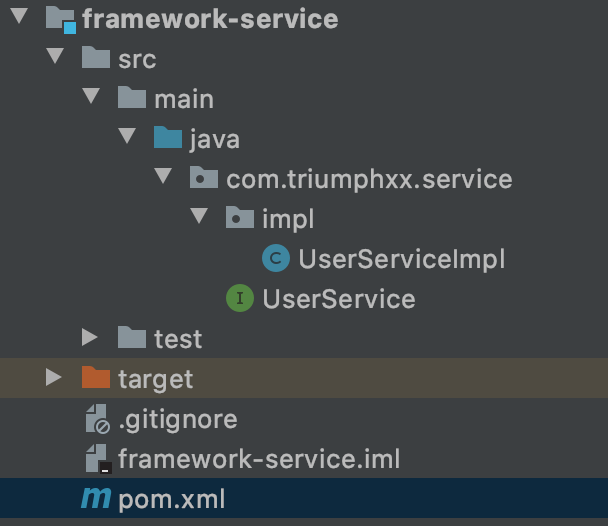 framework-service
src
main
java
com.triumphxx.service
impl
C UserServiceImpl
I UserService
test
target
.gitignore
framework-service.iml
m pom.xml